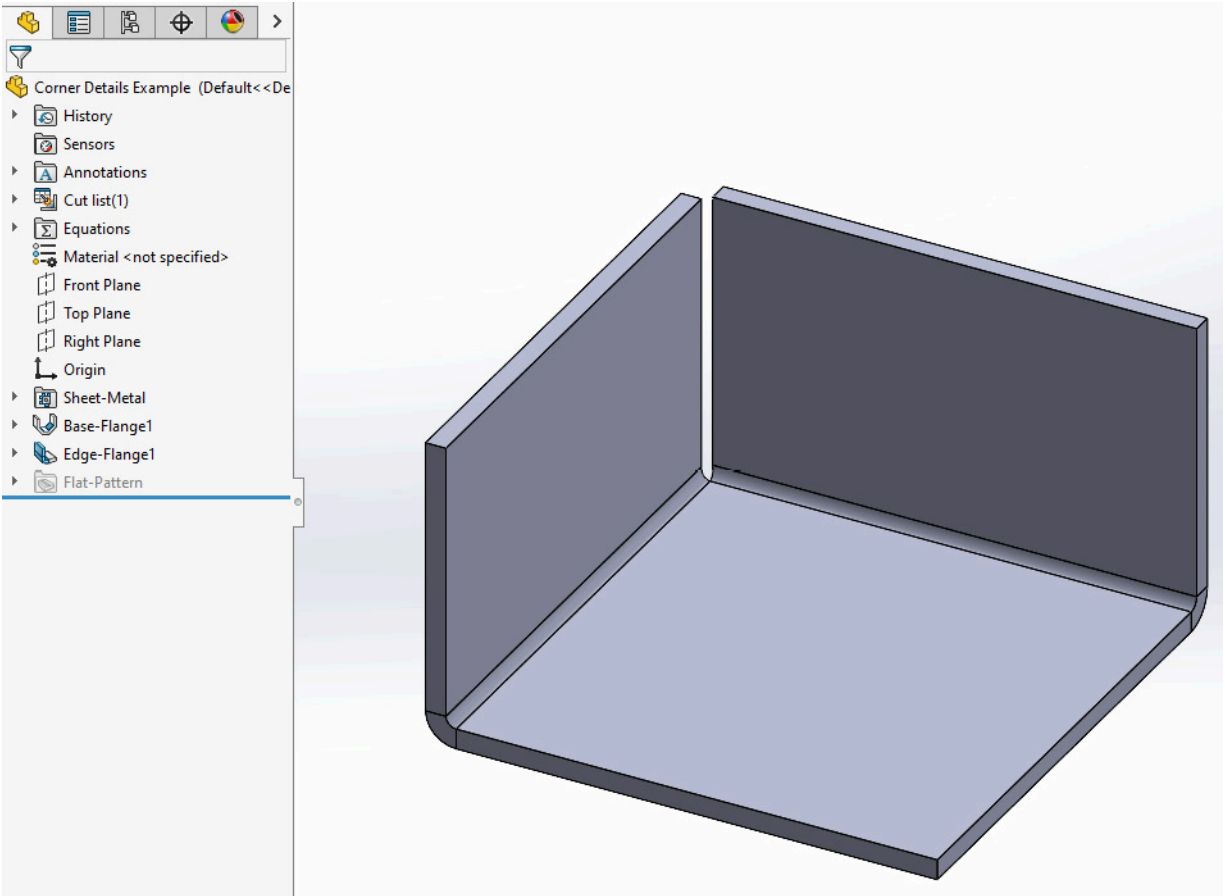 Corner Details Example (Default<<De
History
Sensors
Annotations
Cut list(1)
Equations
Material <not specified>
Front Plane
Top Plane
Right Plane
Origin
Sheet-Metal
Base-Flange1
Edge-Flange1
Flat-Pattern